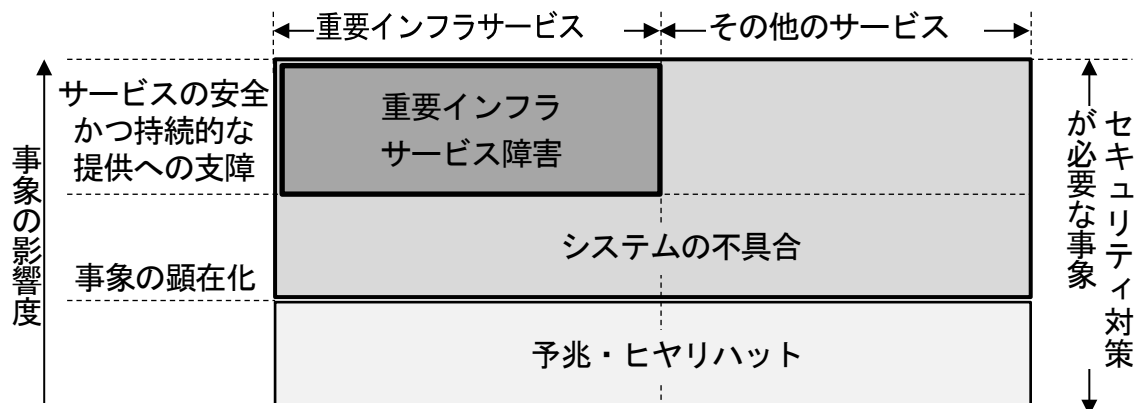 重要インフラサービス
その他のサービス
サービスの安全
かつ持続的な
提供への支障
重要インフラ
サービス障害
事象の影響度
システムの不具合
事象の顕在化
予兆・ヒヤリハット
セキュリティ対策
が必要な事象